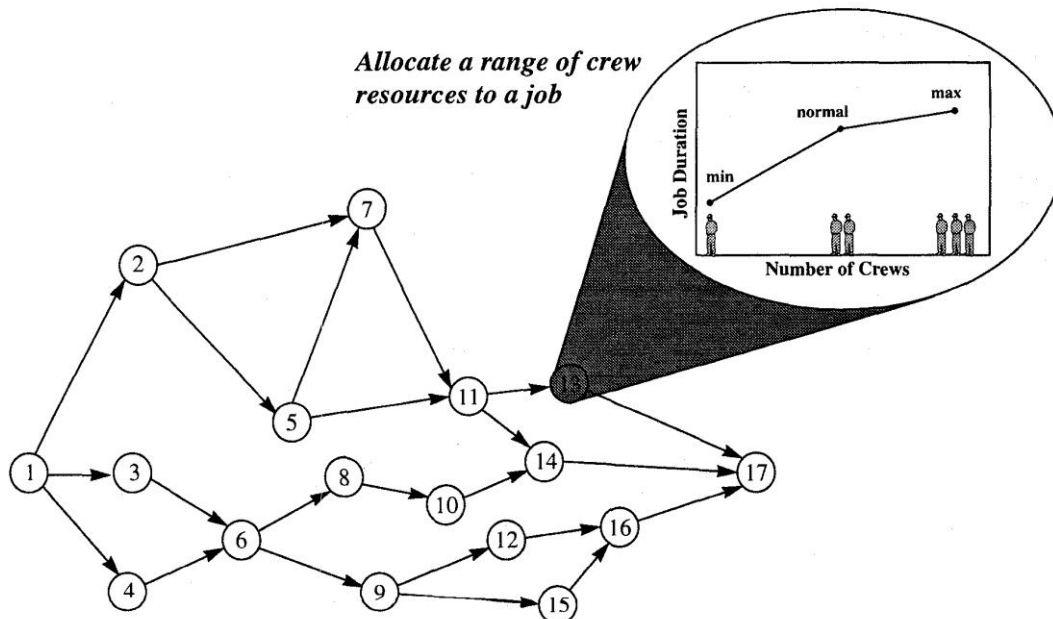 Allocate a range of crew
resources to a job
max
normal
min
Job Duration
Number of Crews
7
2
13
11
5
14
1
3
8
17
10
16
6
12
4
9
15